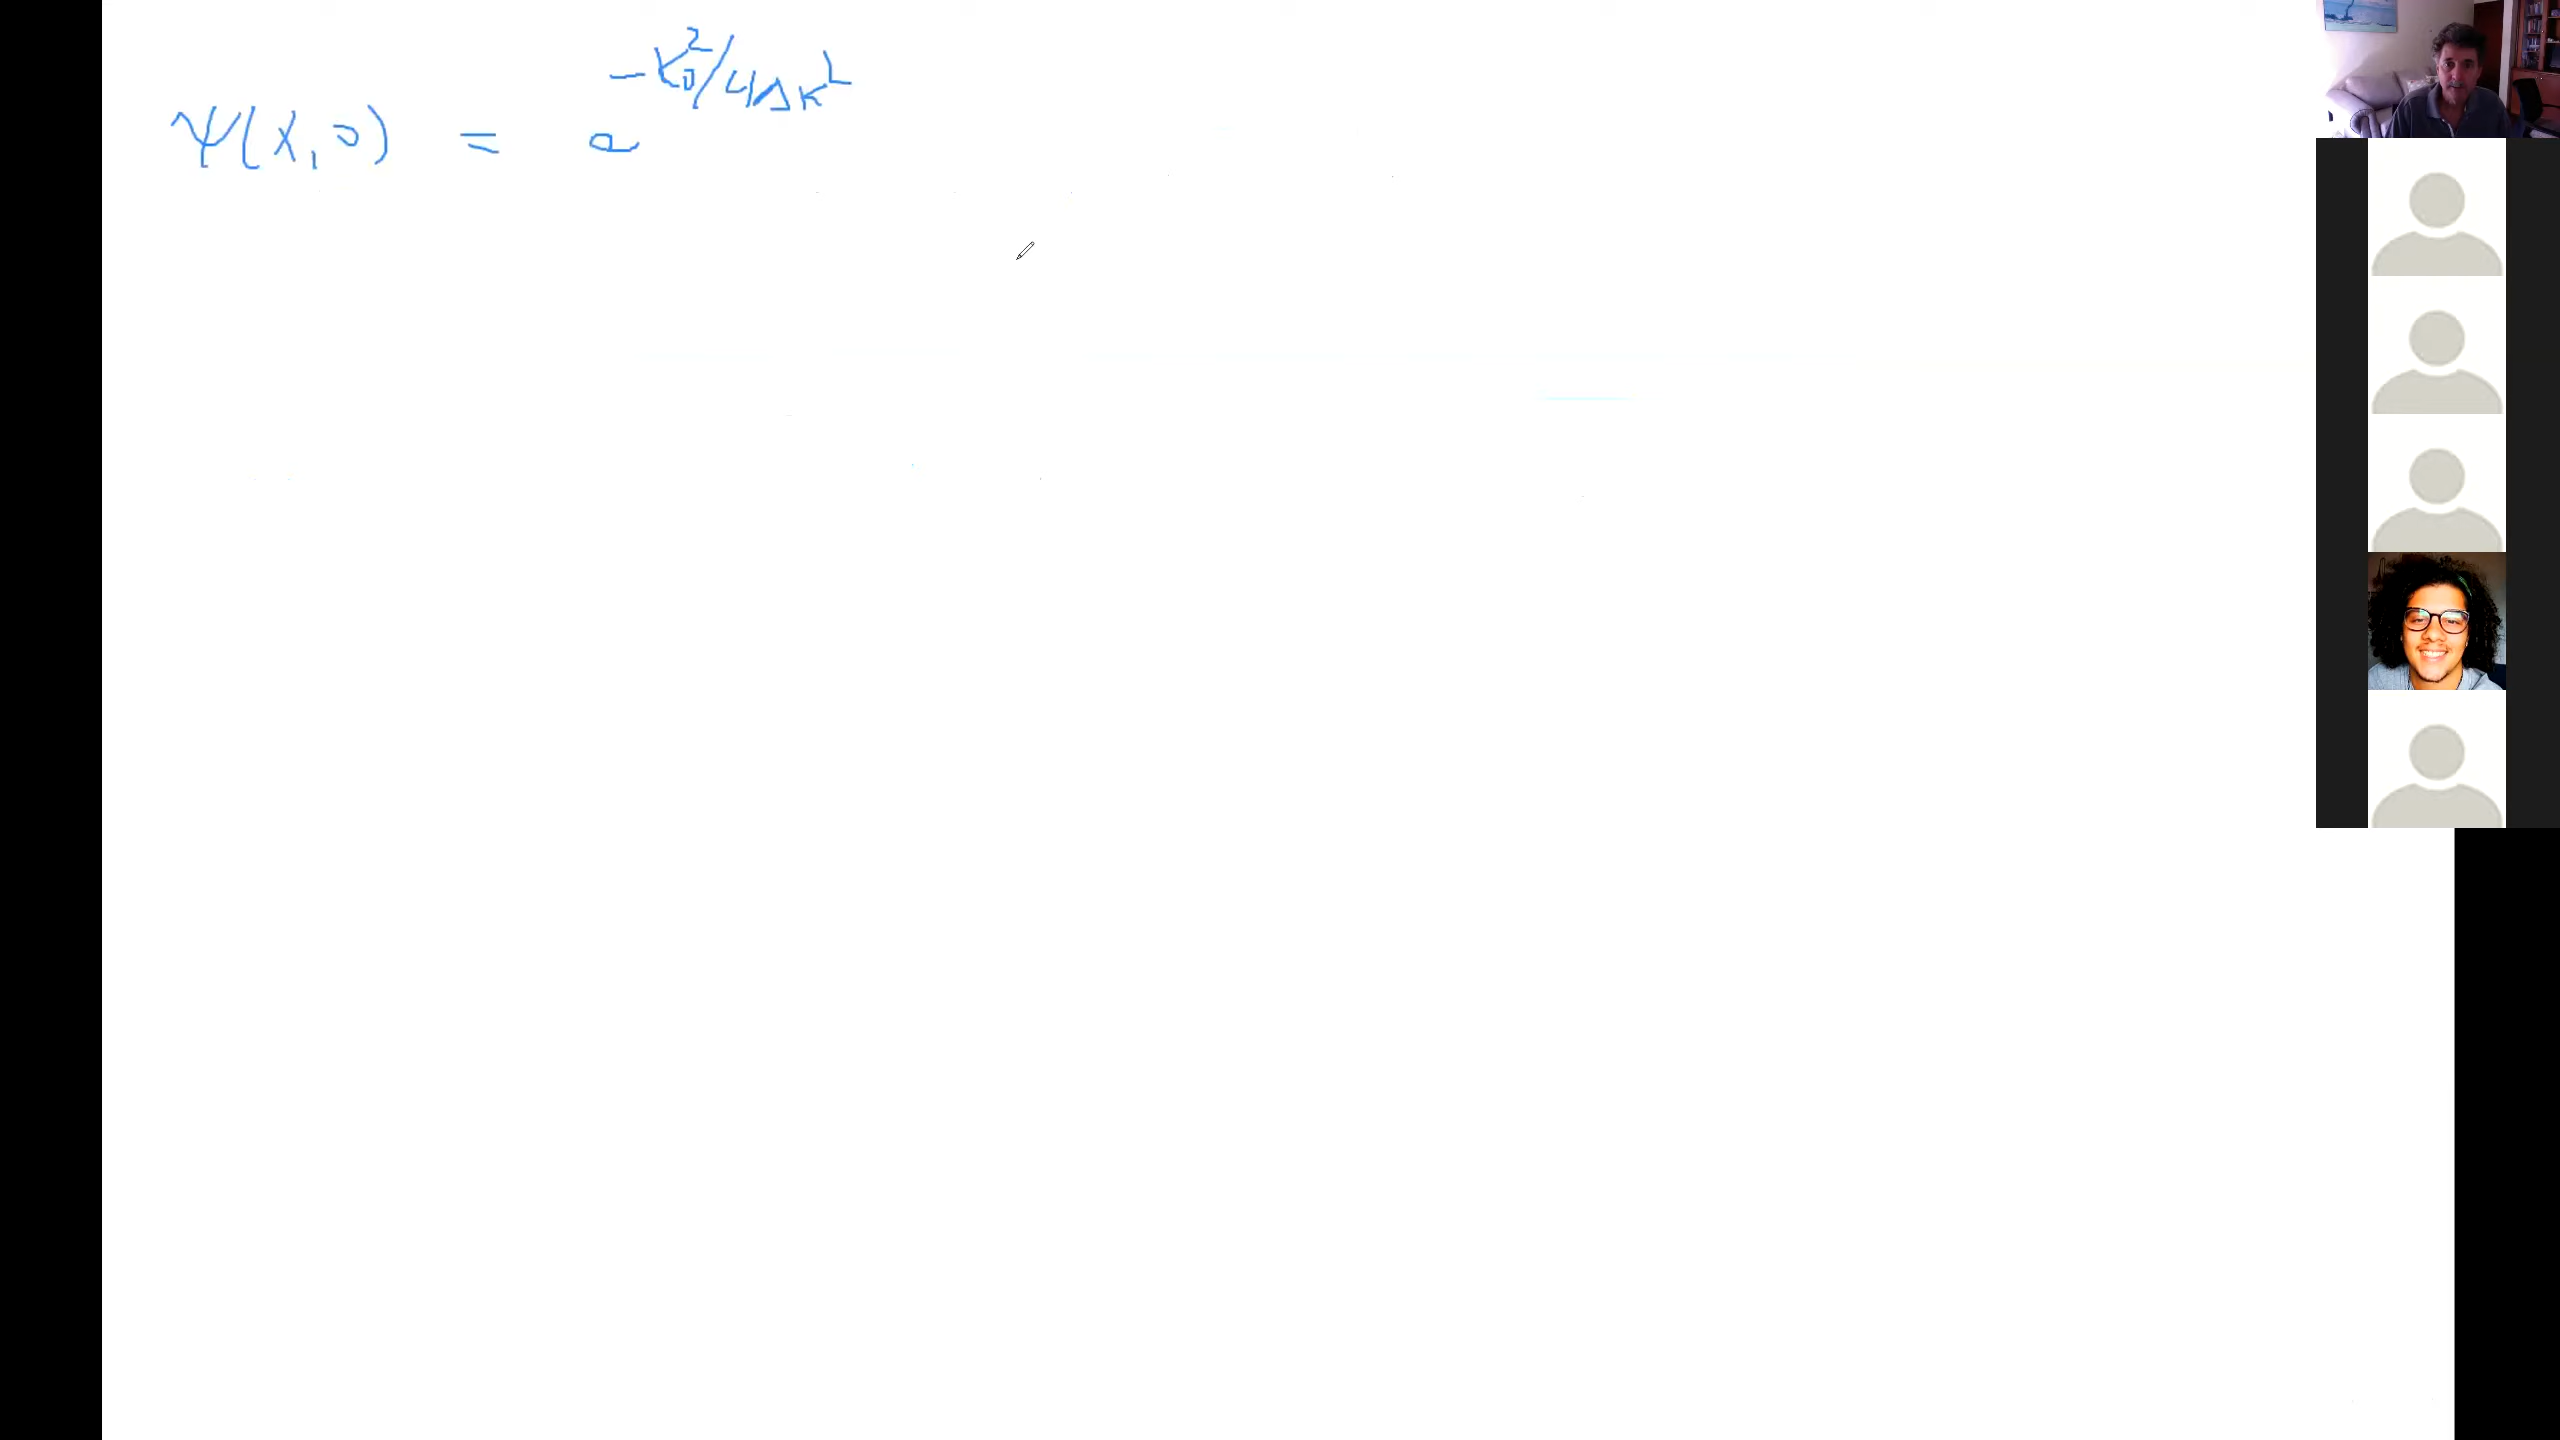 Ψ(x,0) = e^{-k₀²/4Δk²}